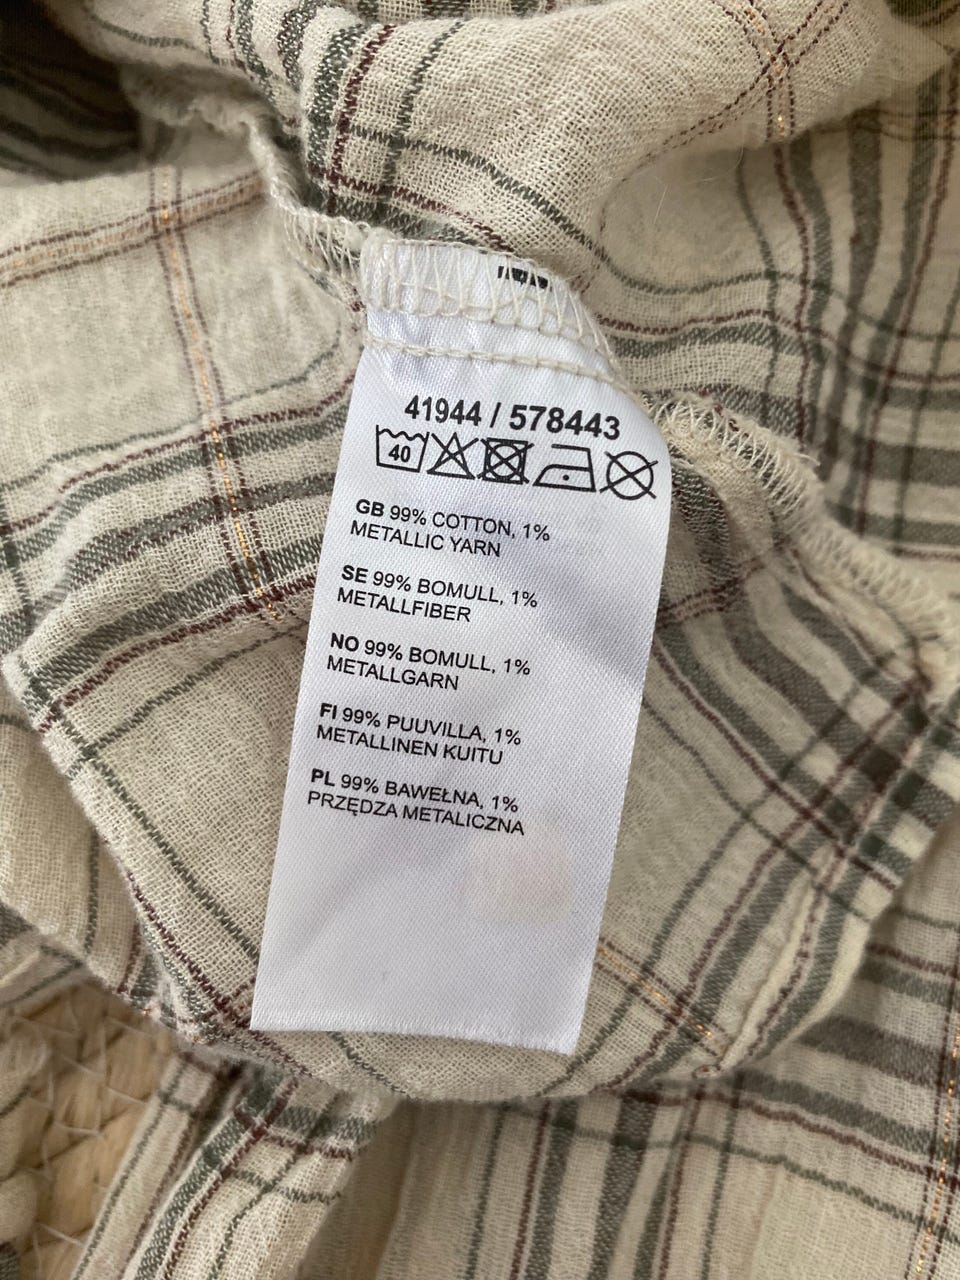 41944 / 578443
40
GB 99% COTTON, 1%
METALLIC YARN
SE 99% BOMULL, 1%
METALLFIBER
NO 99% BOMULL, 1%
METALLGARN
FI 99% PUUVILLA, 1%
METALLINEN KUITU
PL 99% BAWEŁNA, 1%
PRZĘDZA METALICZNA